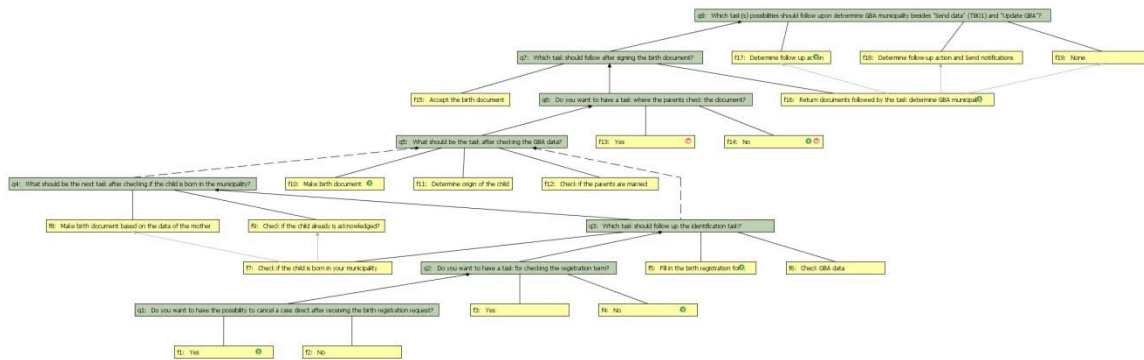 q8: Which task(s) possibilities should follow upon detremine GBA municipality besides "Send data" (T801) and "Update GBA"?
q7: Which task should follow after signing the birth document?
f17: Determine follow up action
f18: Determine follow-up action and Send notifications
f19: None
f15: Accept the birth document
q6: Do you want to have a task where the parents check the document?
f16: Return documents followed by the task determine GBA municipality
q5: What should be the task after checking the GBA data?
f13: Yes
f14: No
q4: What should be the next task after checking if the child is born in the municipality?
f10: Make birth document
f11: Determine origin of the child
f12: Check if the parents are married
f8: Make birth document based on the data of the mother
f9: Check if the child already is acknowledged?
q3: Which task should follow up the identification task?
f7: Check if the child is born in your municipality
q2: Do you want to have a task for checking the registration term?
f5: Fill in the birth registration form
f6: Check GBA data
q1: Do you want to have the possibility to cancel a case direct after receiving the birth registration request?
f3: Yes
f4: No
f1: Yes
f2: No